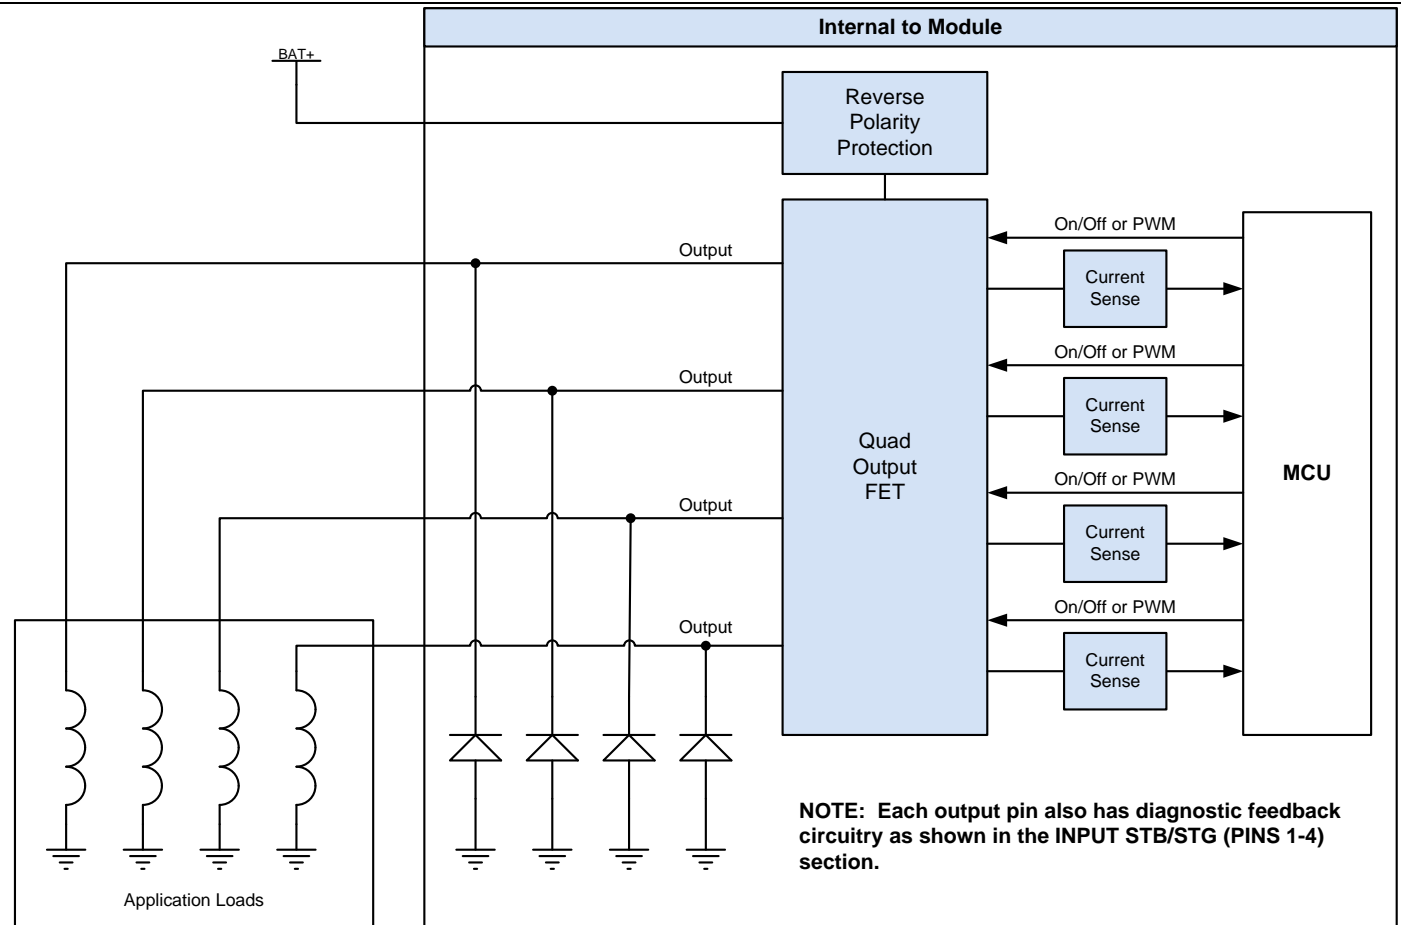 Internal to Module
BAT+
Reverse
Polarity
Protection
Output
On/Off or PWM
Current
Sense
Output
On/Off or PWM
Current
Sense
Quad
Output
FET
MCU
Output
On/Off or PWM
Current
Sense
Output
On/Off or PWM
Current
Sense
NOTE: Each output pin also has diagnostic feedback
circuitry as shown in the INPUT STB/STG (PINS 1-4)
section.
Application Loads